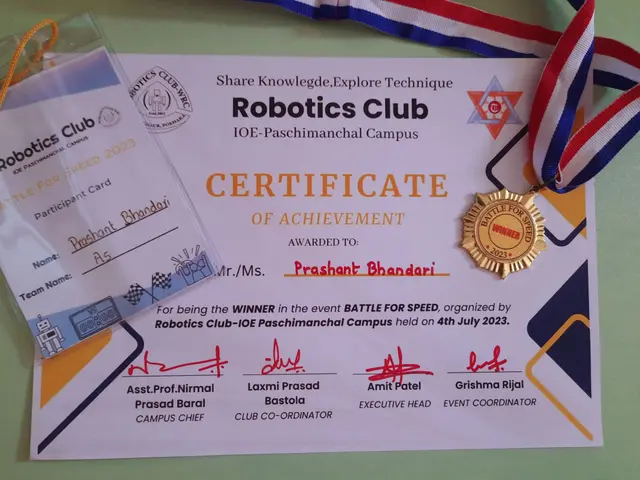 Robotics Club
IOE PASCHIMANCHAL CAMPUS
BATTLE FOR SPEED 2023
Participant Card
Name: Prashant Bhandari
Team Name: As
ROBOTICS CLUB-WRC
Share Knowlegde,Explore Technique
Robotics Club
IOE-Paschimanchal Campus
CERTIFICATE
OF ACHIEVEMENT
AWARDED TO:
Mr./Ms. Prashant Bhandari
For being the WINNER in the event BATTLE FOR SPEED, organized by
Robotics Club-IOE Paschimanchal Campus held on 4th July 2023.
Asst.Prof.Nirmal
Prasad Baral
CAMPUS CHIEF
Laxmi Prasad
Bastola
CLUB CO-ORDINATOR
Amit Patel
EXECUTIVE HEAD
Grishma Rijal
EVENT COORDINATOR
BATTLE FOR SPEED
WINNER
2023